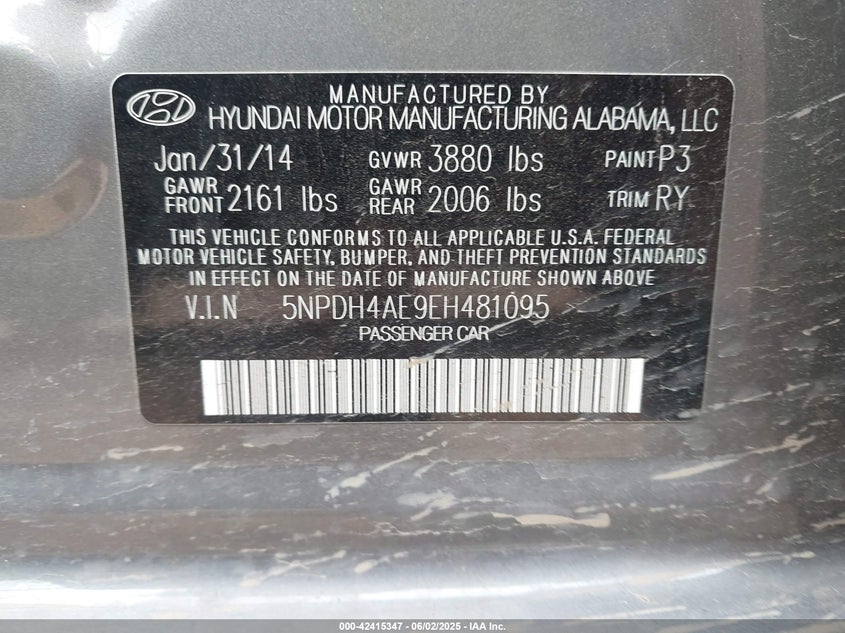 MANUFACTURED BY
HYUNDAI MOTOR MANUFACTURING ALABAMA, LLC
Jan/31/14 GVWR 3880 lbs PAINT P3
GAWR FRONT 2161 lbs GAWR REAR 2006 lbs TRIM RY
THIS VEHICLE CONFORMS TO ALL APPLICABLE U.S.A. FEDERAL
MOTOR VEHICLE SAFETY, BUMPER, AND THEFT PREVENTION STANDARDS
IN EFFECT ON THE DATE OF MANUFACTURE SHOWN ABOVE
V.I.N 5NPDH4AE9EH481095
PASSENGER CAR
000-42415347 | 06/02/2025 - IAA Inc.